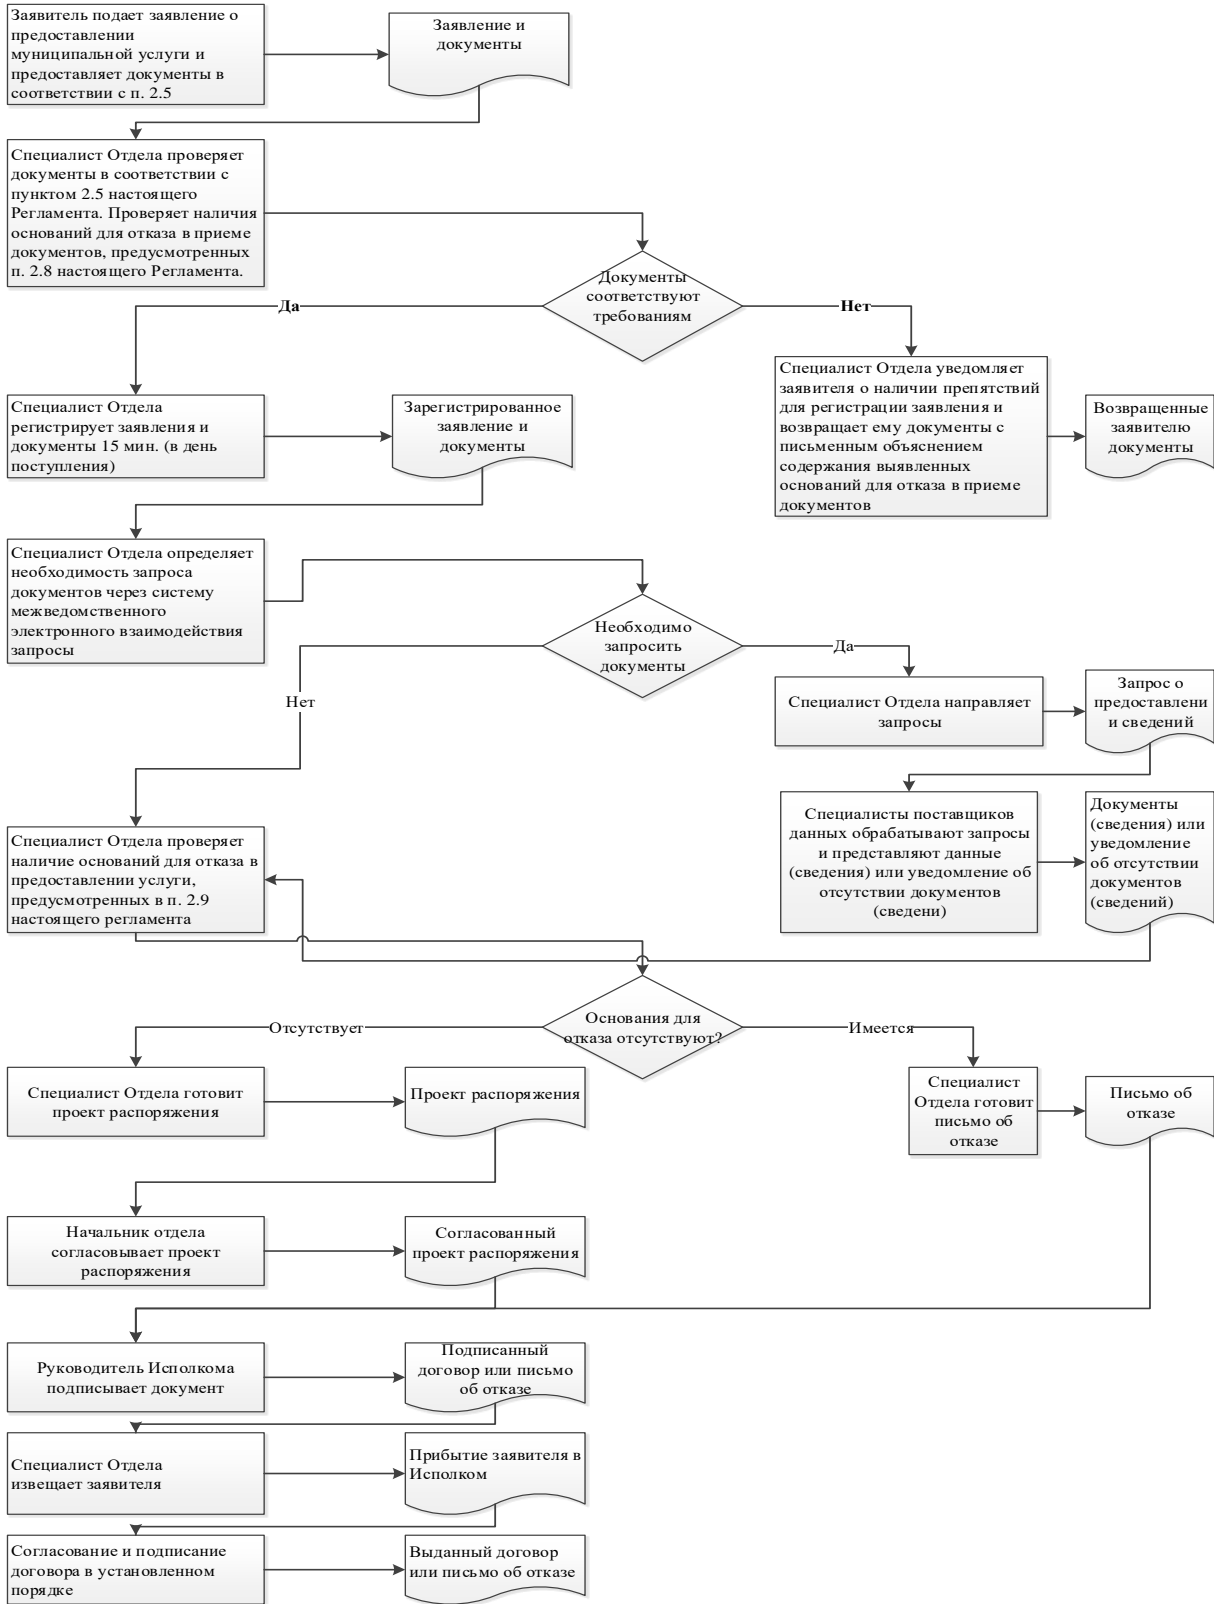 Заявитель подает заявление о
предоставлении
муниципальной услуги и
предоставляет документы в
соответствии с п. 2.5
Заявление и
документы
Специалист Отдела проверяет
документы в соответствии с
пунктом 2.5 настоящего
Регламента. Проверяет наличия
оснований для отказа в приеме
документов, предусмотренных
п. 2.8 настоящего Регламента.
Документы
соответствуют
требованиям
Да
Нет
Специалист Отдела
регистрирует заявления и
документы 15 мин. (в день
поступления)
Зарегистрированное
заявление и
документы
Специалист Отдела уведомляет
заявителя о наличии препятствий
для регистрации заявления и
возвращает ему документы с
письменным объяснением
содержания выявленных
оснований для отказа в приеме
документов
Возвращенные
заявителю
документы
Специалист Отдела определяет
необходимость запроса
документов через систему
межведомственного
электронного взаимодействия
запросы
Необходимо
запросить
документы
Да
Нет
Специалист Отдела направляет
запросы
Запрос о
предоставлени
и сведений
Специалисты поставщиков
данных обрабатывают запросы
и представляют данные
(сведения) или уведомление об
отсутствии документов
(сведени)
Документы
(сведения) или
уведомление
об отсутствии
документов
(сведений)
Специалист Отдела проверяет
наличие оснований для отказа в
предоставлении услуги,
предусмотренных в п. 2.9
настоящего регламента
Основания для
отказа отсутствуют?
Отсутствует
Имеется
Специалист Отдела готовит
проект распоряжения
Проект распоряжения
Специалист
Отдела готовит
письмо об
отказе
Письмо об
отказе
Начальник отдела
согласовывает проект
распоряжения
Согласованный
проект распоряжения
Руководитель Исполкома
подписывает документ
Подписанный
договор или письмо
об отказе
Специалист Отдела
извещает заявителя
Прибытие заявителя в
Исполком
Согласование и подписание
договора в установленном
порядке
Выданный договор
или письмо об отказе